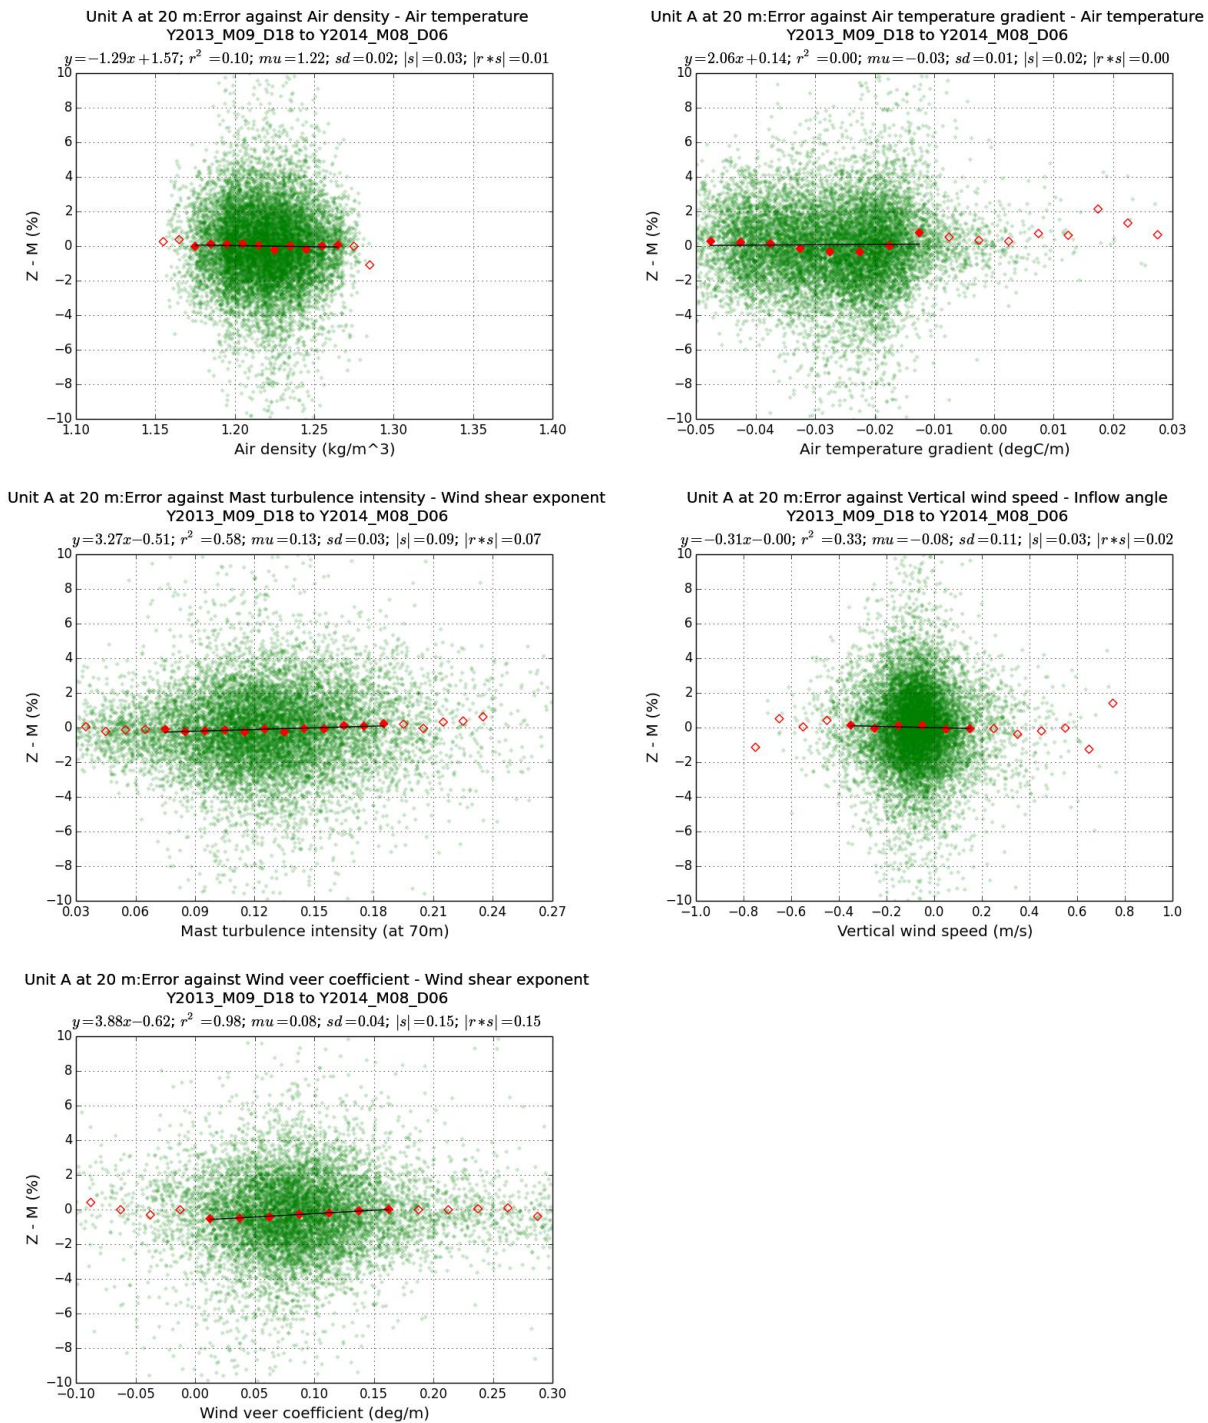 Unit A at 20 m:Error against Air density - Air temperature
Y2013_M09_D18 to Y2014_M08_D06
y=−1.29x+1.57; r² =0.10; mu=1.22; sd=0.02; |s|=0.03; |r∗s|=0.01
10
8
6
4
2
0
−2
−4
−6
−8
−10
Z - M (%)
1.10 1.15 1.20 1.25 1.30 1.35 1.40
Air density (kg/m^3)
Unit A at 20 m:Error against Air temperature gradient - Air temperature
Y2013_M09_D18 to Y2014_M08_D06
y=2.06x+0.14; r² =0.00; mu=−0.03; sd=0.01; |s|=0.02; |r∗s|=0.00
10
8
6
4
2
0
−2
−4
−6
−8
−10
Z - M (%)
−0.05 −0.04 −0.03 −0.02 −0.01 0.00 0.01 0.02 0.03
Air temperature gradient (degC/m)
Unit A at 20 m:Error against Mast turbulence intensity - Wind shear exponent
Y2013_M09_D18 to Y2014_M08_D06
y=3.27x−0.51; r² =0.58; mu=0.13; sd=0.03; |s|=0.09; |r∗s|=0.07
10
8
6
4
2
0
−2
−4
−6
−8
−10
Z - M (%)
0.03 0.06 0.09 0.12 0.15 0.18 0.21 0.24 0.27
Mast turbulence intensity (at 70m)
Unit A at 20 m:Error against Vertical wind speed - Inflow angle
Y2013_M09_D18 to Y2014_M08_D06
y=−0.31x−0.00; r² =0.33; mu=−0.08; sd=0.11; |s|=0.03; |r∗s|=0.02
10
8
6
4
2
0
−2
−4
−6
−8
−10
Z - M (%)
−1.0 −0.8 −0.6 −0.4 −0.2 0.0 0.2 0.4 0.6 0.8 1.0
Vertical wind speed (m/s)
Unit A at 20 m:Error against Wind veer coefficient - Wind shear exponent
Y2013_M09_D18 to Y2014_M08_D06
y=3.88x−0.62; r² =0.98; mu=0.08; sd=0.04; |s|=0.15; |r∗s|=0.15
10
8
6
4
2
0
−2
−4
−6
−8
−10
Z - M (%)
−0.10 −0.05 0.00 0.05 0.10 0.15 0.20 0.25 0.30
Wind veer coefficient (deg/m)